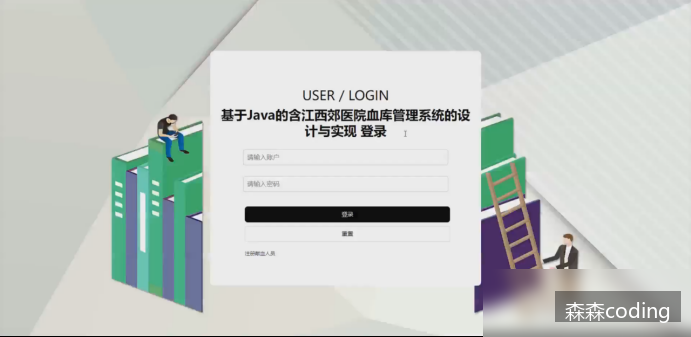 USER / LOGIN
基于Java的含江西郊医院血库管理系统的设
计与实现 登录
请输入账户
请输入密码
登录
重置
注册献血人员
森森coding